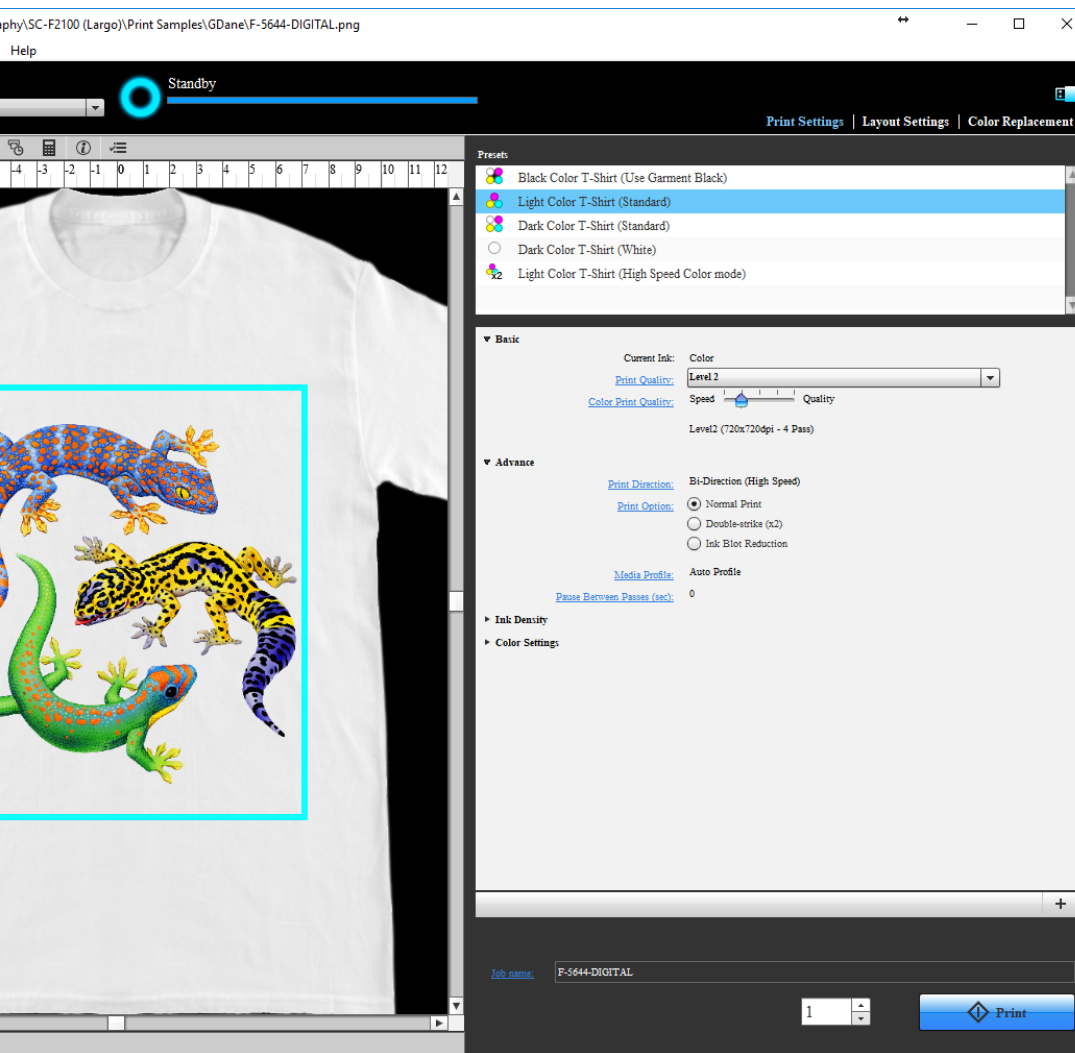 aphy\SC-F2100 (Largo)\Print Samples\GDane\F-5644-DIGITAL.png
Help
Standby
Print Settings | Layout Settings | Color Replacement
-4 -3 -2 -1 0 1 2 3 4 5 6 7 8 9 10 11 12
Presets
Black Color T-Shirt (Use Garment Black)
Light Color T-Shirt (Standard)
Dark Color T-Shirt (Standard)
Dark Color T-Shirt (White)
x2 Light Color T-Shirt (High Speed Color mode)
Basic
Current Ink: Color
Print Quality: Level 2
Color Print Quality: Speed Quality
Level2 (720x720dpi - 4 Pass)
Advance
Print Direction: Bi-Direction (High Speed)
Print Option: Normal Print
Double-strike (x2)
Ink Blot Reduction
Media Profile: Auto Profile
Pause Between Passes (sec): 0
Ink Density
Color Settings
+
Job name: F-5644-DIGITAL
1 Print